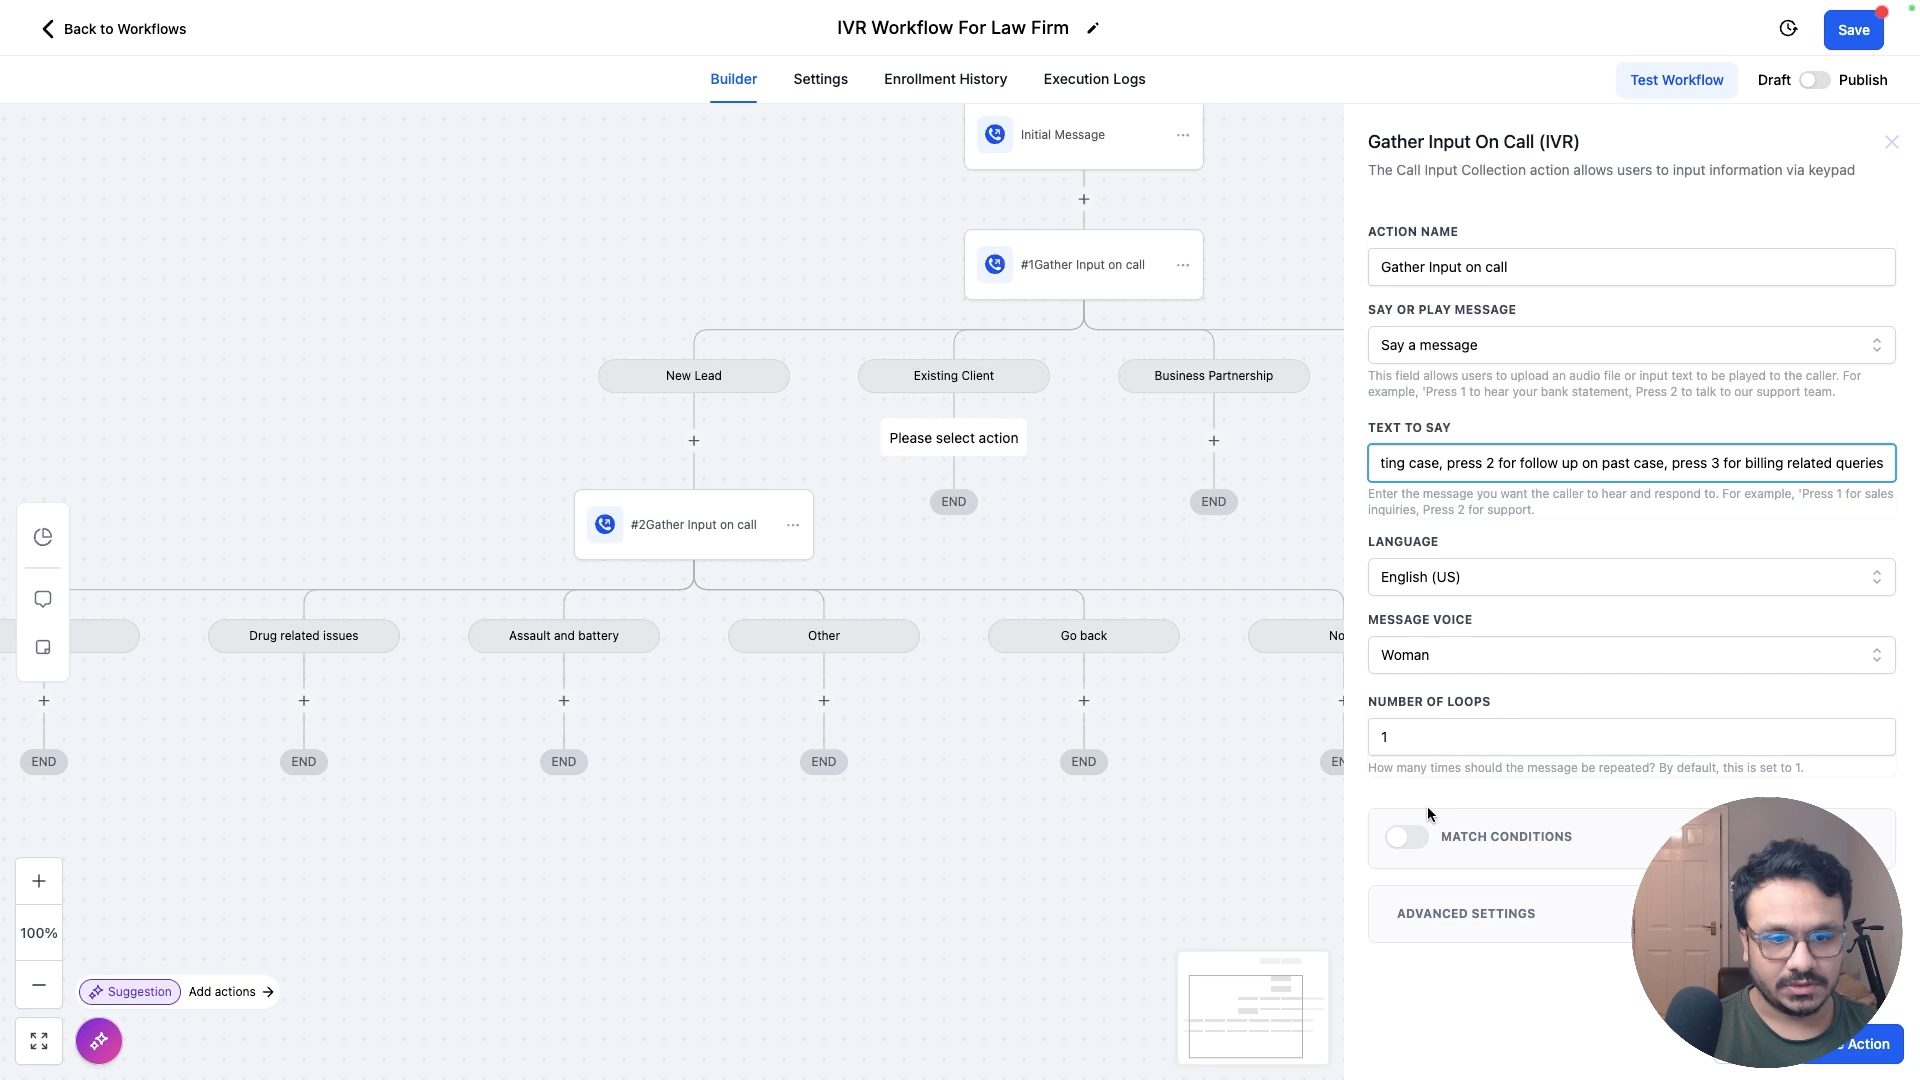 Back to Workflows
IVR Workflow For Law Firm
Save
Builder
Settings
Enrollment History
Execution Logs
Test Workflow
Draft
Publish
Initial Message
#1Gather Input on call
New Lead
Existing Client
Business Partnership
Please select action
END
END
#2Gather Input on call
Drug related issues
Assault and battery
Other
Go back
No
END
END
END
END
END
100%
Suggestion
Add actions
Gather Input On Call (IVR)
The Call Input Collection action allows users to input information via keypad
ACTION NAME
Gather Input on call
SAY OR PLAY MESSAGE
Say a message
This field allows users to upload an audio file or input text to be played to the caller. For
example, 'Press 1 to hear your bank statement, Press 2 to talk to our support team.
TEXT TO SAY
ting case, press 2 for follow up on past case, press 3 for billing related queries
Enter the message you want the caller to hear and respond to. For example, 'Press 1 for sales
inquiries, Press 2 for support.
LANGUAGE
English (US)
MESSAGE VOICE
Woman
NUMBER OF LOOPS
1
How many times should the message be repeated? By default, this is set to 1.
MATCH CONDITIONS
ADVANCED SETTINGS
Action